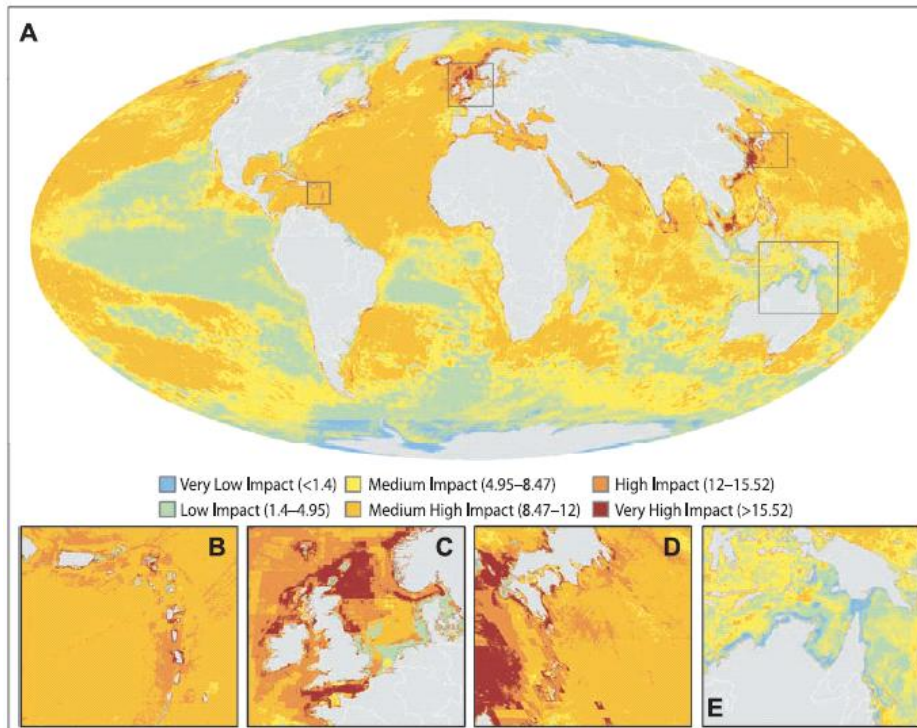 A
Very Low Impact (<1.4) Medium Impact (4.95–8.47) High Impact (12–15.52)
Low Impact (1.4–4.95) Medium High Impact (8.47–12) Very High Impact (>15.52)
B
C
D
E